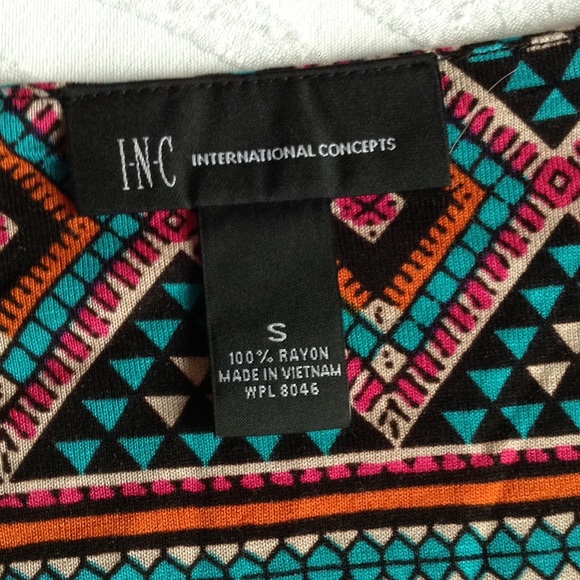 I-N-C INTERNATIONAL CONCEPTS
S
100% RAYON
MADE IN VIETNAM
WPL 8046